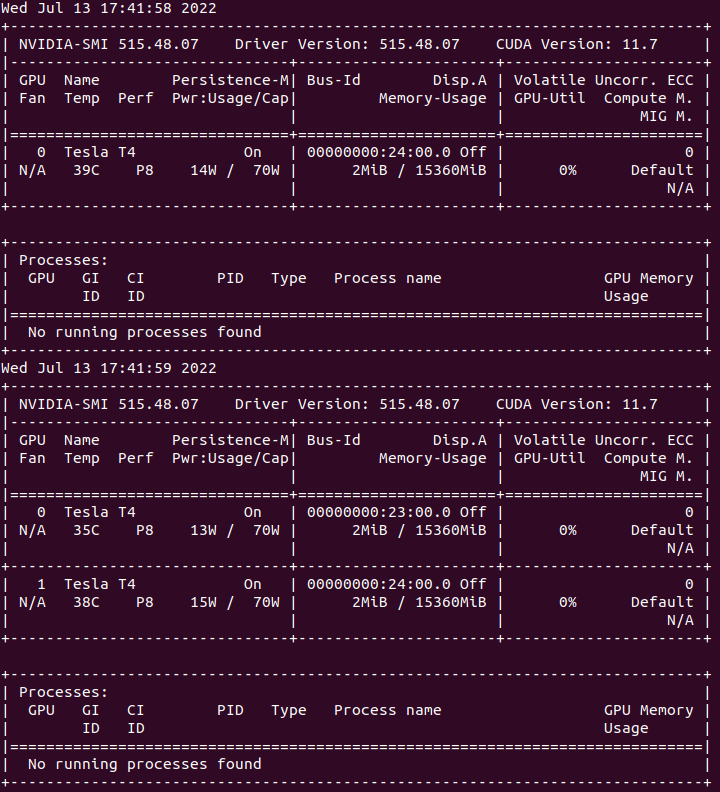 Wed Jul 13 17:41:58 2022
+-----------------------------------------------------------------------------+
| NVIDIA-SMI 515.48.07    Driver Version: 515.48.07    CUDA Version: 11.7     |
|-------------------------------+----------------------+----------------------+
| GPU  Name        Persistence-M| Bus-Id        Disp.A | Volatile Uncorr. ECC |
| Fan  Temp  Perf  Pwr:Usage/Cap|         Memory-Usage | GPU-Util  Compute M. |
|                               |                      |               MIG M. |
|===============================+======================+======================|
|   0  Tesla T4            On   | 00000000:24:00.0 Off |                    0 |
| N/A   39C    P8    14W /  70W |      2MiB / 15360MiB |      0%      Default |
|                               |                      |                  N/A |
+-------------------------------+----------------------+----------------------+

+-----------------------------------------------------------------------------+
| Processes:                                                                  |
|  GPU   GI   CI        PID   Type   Process name                  GPU Memory |
|        ID   ID                                                   Usage      |
|=============================================================================|
|  No running processes found                                                 |
+-----------------------------------------------------------------------------+
Wed Jul 13 17:41:59 2022
+-----------------------------------------------------------------------------+
| NVIDIA-SMI 515.48.07    Driver Version: 515.48.07    CUDA Version: 11.7     |
|-------------------------------+----------------------+----------------------+
| GPU  Name        Persistence-M| Bus-Id        Disp.A | Volatile Uncorr. ECC |
| Fan  Temp  Perf  Pwr:Usage/Cap|         Memory-Usage | GPU-Util  Compute M. |
|                               |                      |               MIG M. |
|===============================+======================+======================|
|   0  Tesla T4            On   | 00000000:23:00.0 Off |                    0 |
| N/A   35C    P8    13W /  70W |      2MiB / 15360MiB |      0%      Default |
|                               |                      |                  N/A |
+-------------------------------+----------------------+----------------------+
|   1  Tesla T4            On   | 00000000:24:00.0 Off |                    0 |
| N/A   38C    P8    15W /  70W |      2MiB / 15360MiB |      0%      Default |
|                               |                      |                  N/A |
+-------------------------------+----------------------+----------------------+

+-----------------------------------------------------------------------------+
| Processes:                                                                  |
|  GPU   GI   CI        PID   Type   Process name                  GPU Memory |
|        ID   ID                                                   Usage      |
|=============================================================================|
|  No running processes found                                                 |
+-----------------------------------------------------------------------------+